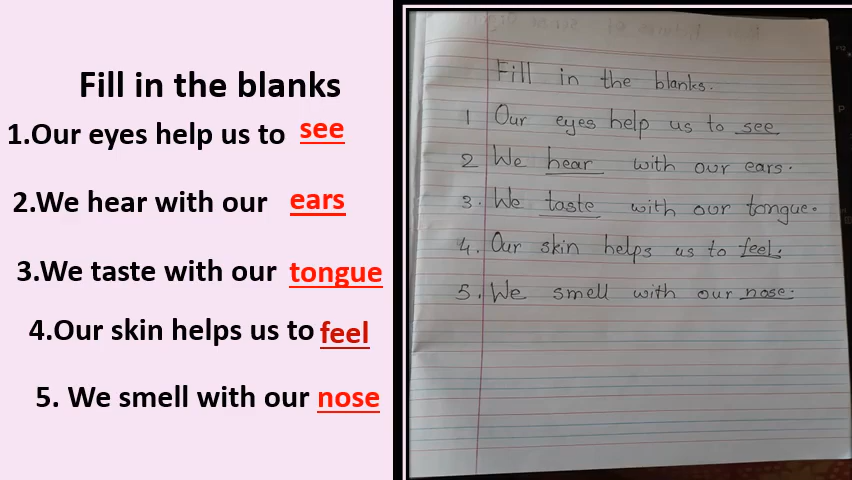 Fill in the blanks
1.Our eyes help us to see
2.We hear with our ears
3.We taste with our tongue
4.Our skin helps us to feel
5. We smell with our nose
Fill in the blanks.
1 Our eyes help us to see
2 We hear with our ears.
3. We taste with our tongue.
4. Our skin helps us to feel.
5. We smell with our nose.